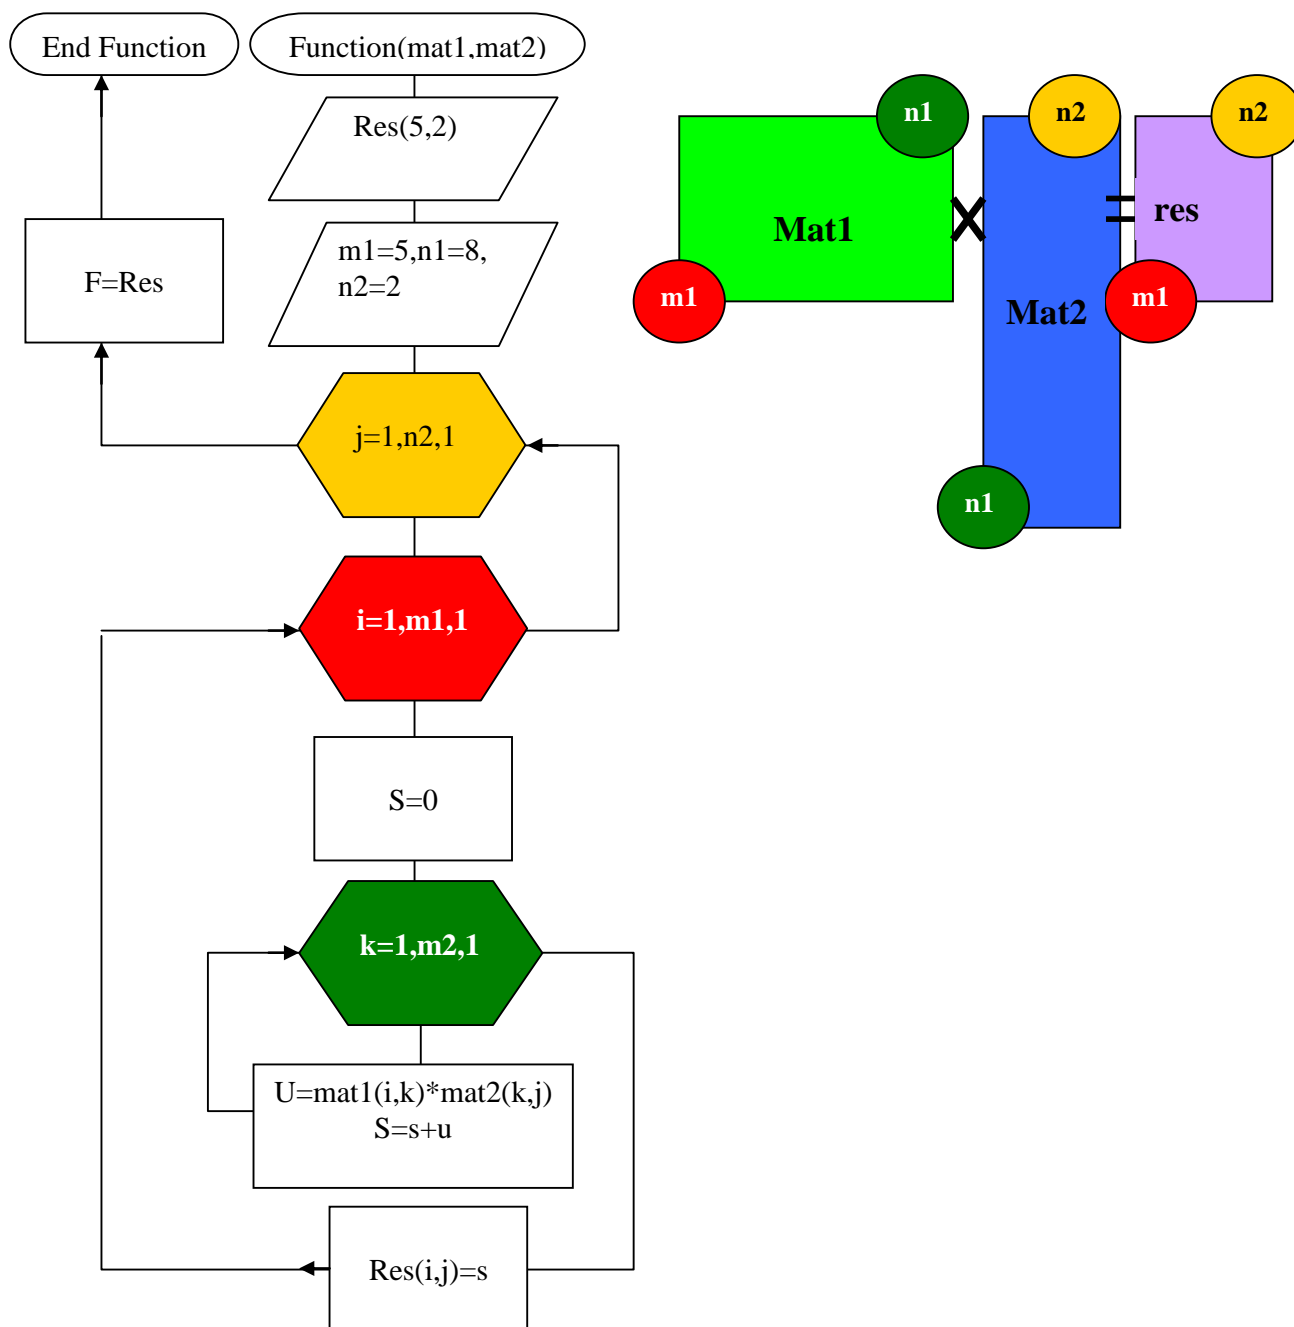 End Function
Function(mat1,mat2)
Res(5,2)
m1=5,n1=8,
n2=2
F=Res
j=1,n2,1
i=1,m1,1
S=0
k=1,m2,1
U=mat1(i,k)*mat2(k,j)
S=s+u
Res(i,j)=s
n1
n2
n2
Mat1
X
=
res
m1
Mat2
m1
n1